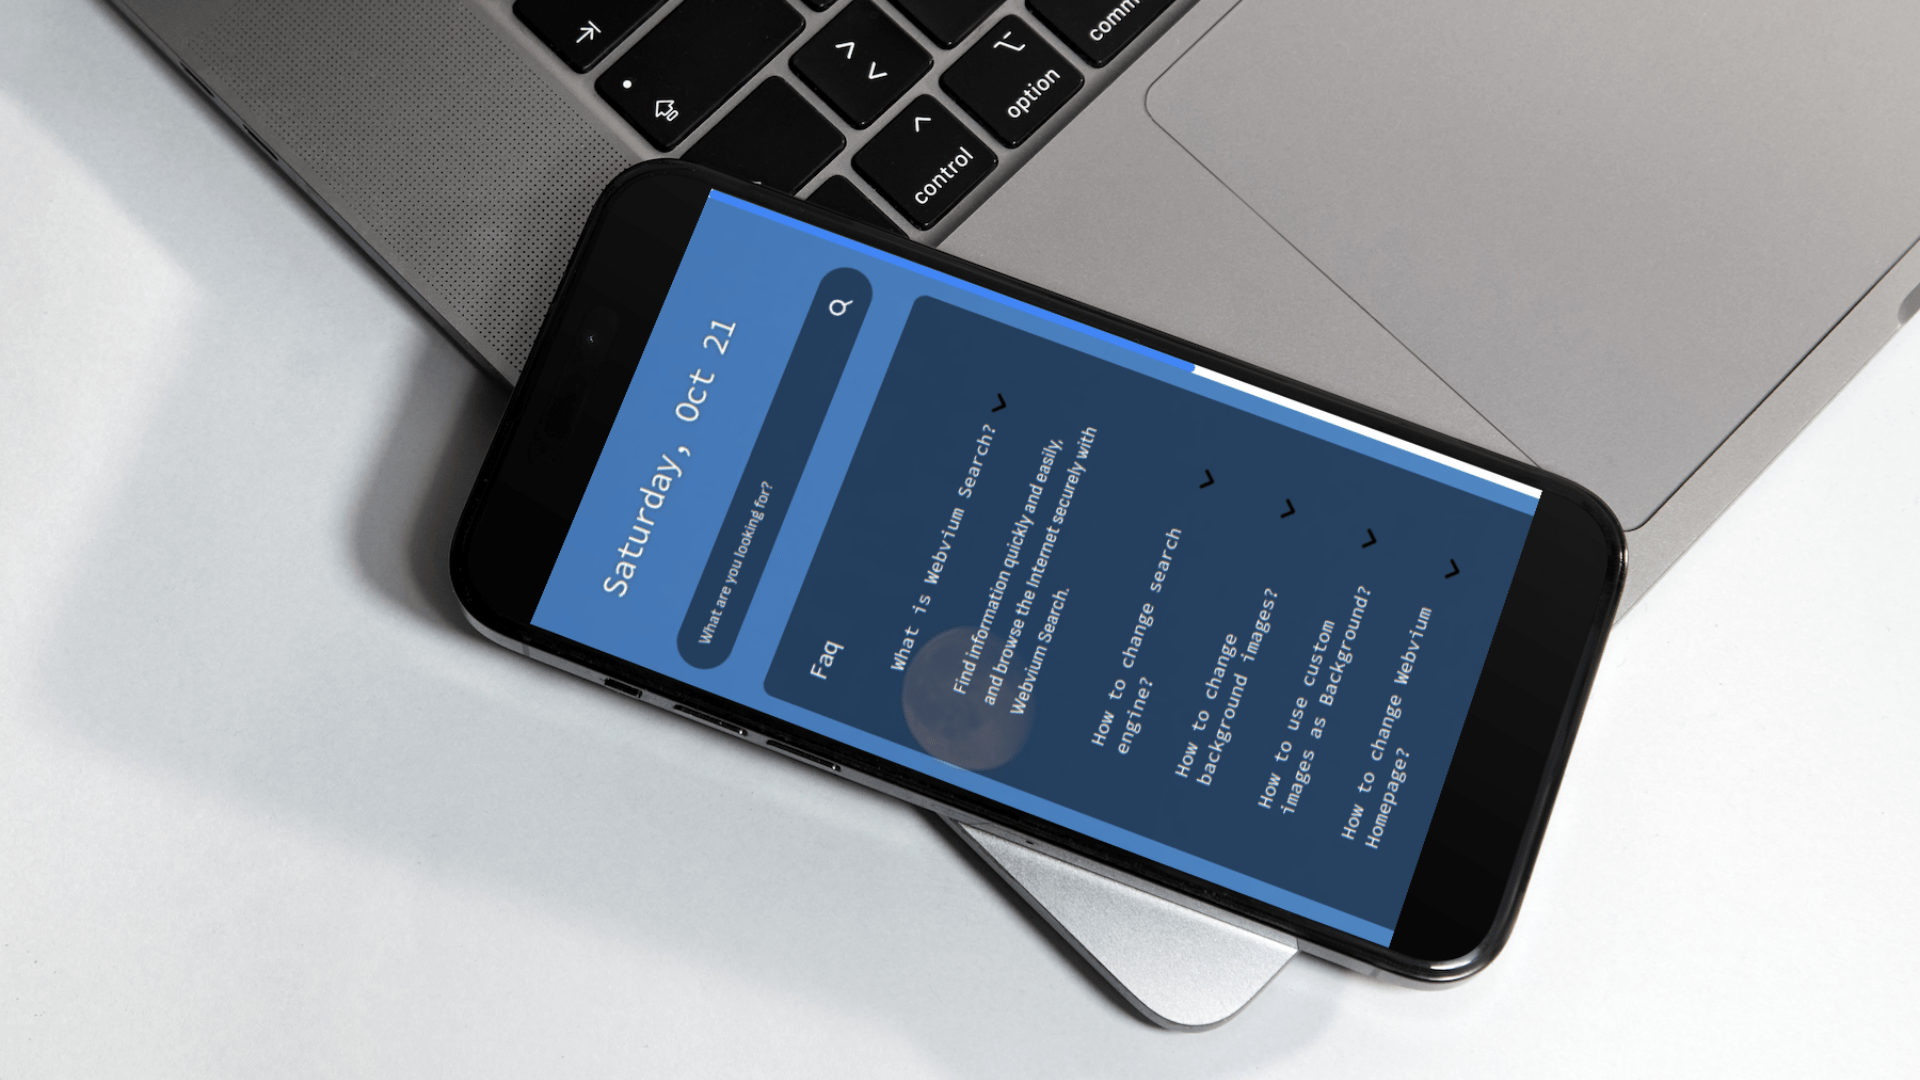 comm
option
control
Saturday, Oct 21
What are you looking for?
Faq
What is Webvium Search?
Find information quickly and easily,
and browse the Internet securely with
Webvium Search.
How to change search
engine?
How to change
background images?
How to use custom
images as Background?
How to change Webvium
Homepage?